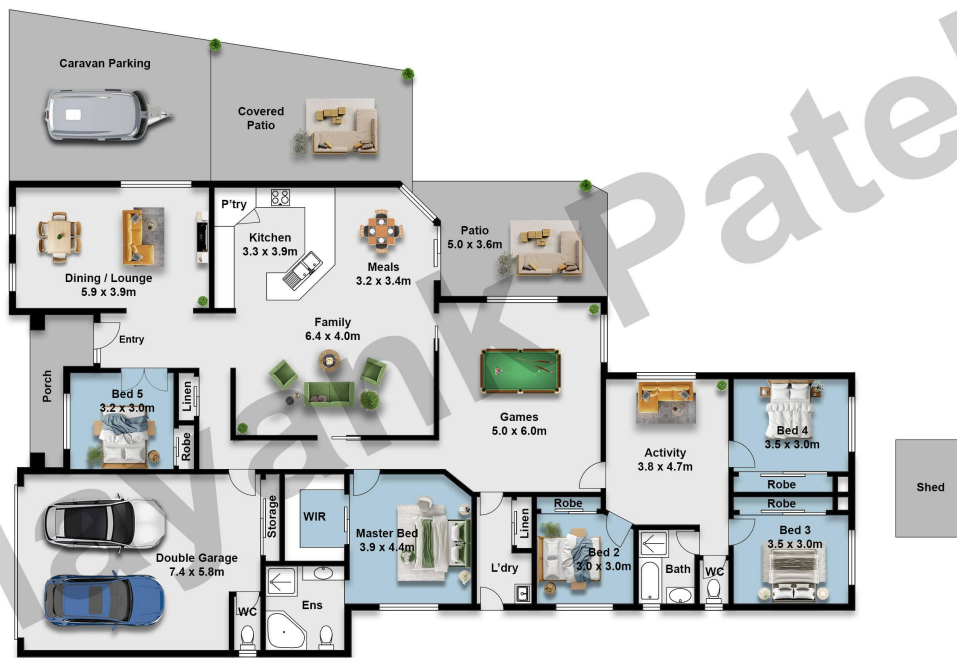 Caravan Parking
Covered
Patio
P'try
Kitchen
3.3 x 3.9m
Meals
3.2 x 3.4m
Patio
5.0 x 3.6m
Dining / Lounge
5.9 x 3.9m
Family
6.4 x 4.0m
Entry
Porch
Bed 5
3.2 x 3.0m
Linen
Robe
Games
5.0 x 6.0m
Activity
3.8 x 4.7m
Bed 4
3.5 x 3.0m
Robe
Robe
Bed 3
3.5 x 3.0m
Shed
Double Garage
7.4 x 5.8m
Storage
WIR
Master Bed
3.9 x 4.4m
Linen
L'dry
Robe
Bed 2
3.0 x 3.0m
Bath
WC
WC
Ens
Mayank Patel